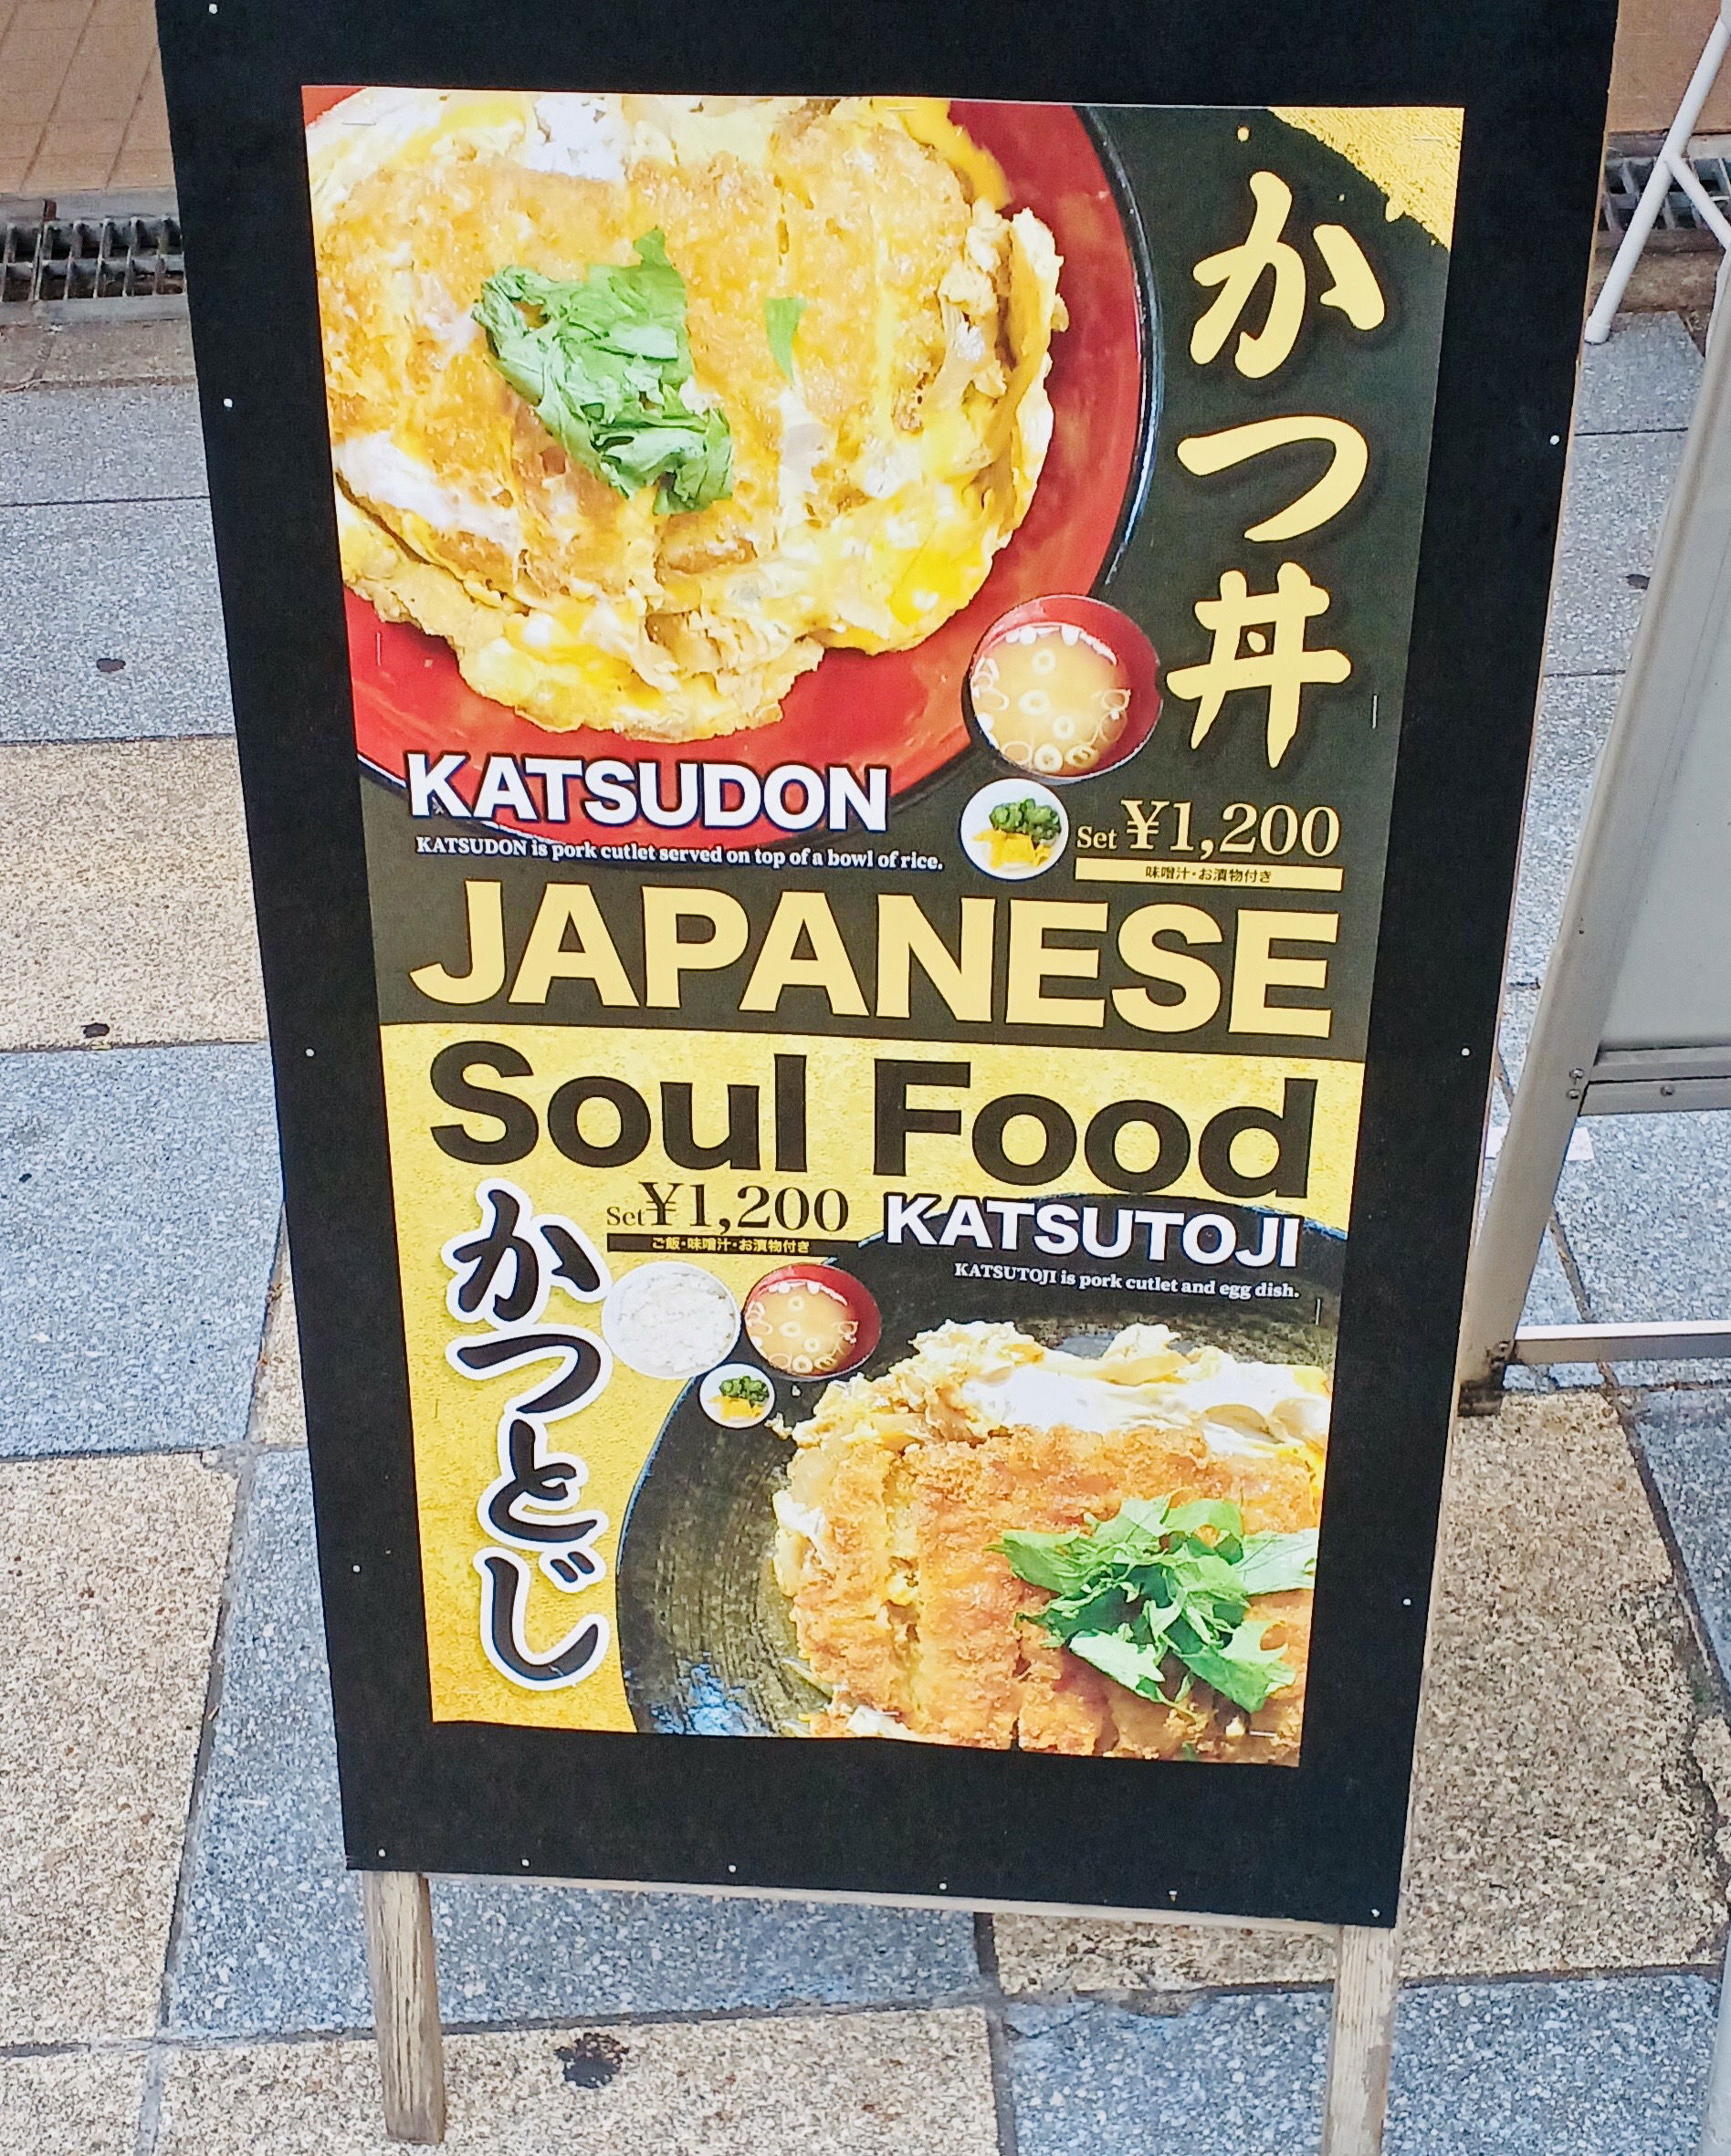 かつ丼
KATSUDON
KATSUDON is pork cutlet served on top of a bowl of rice.
Set ¥1,200
味噌汁・お漬物付き
JAPANESE
Soul Food
Set ¥1,200
ご飯・味噌汁・お漬物付き
KATSUTOJI
KATSUTOJI is pork cutlet and egg dish.
かつとじ